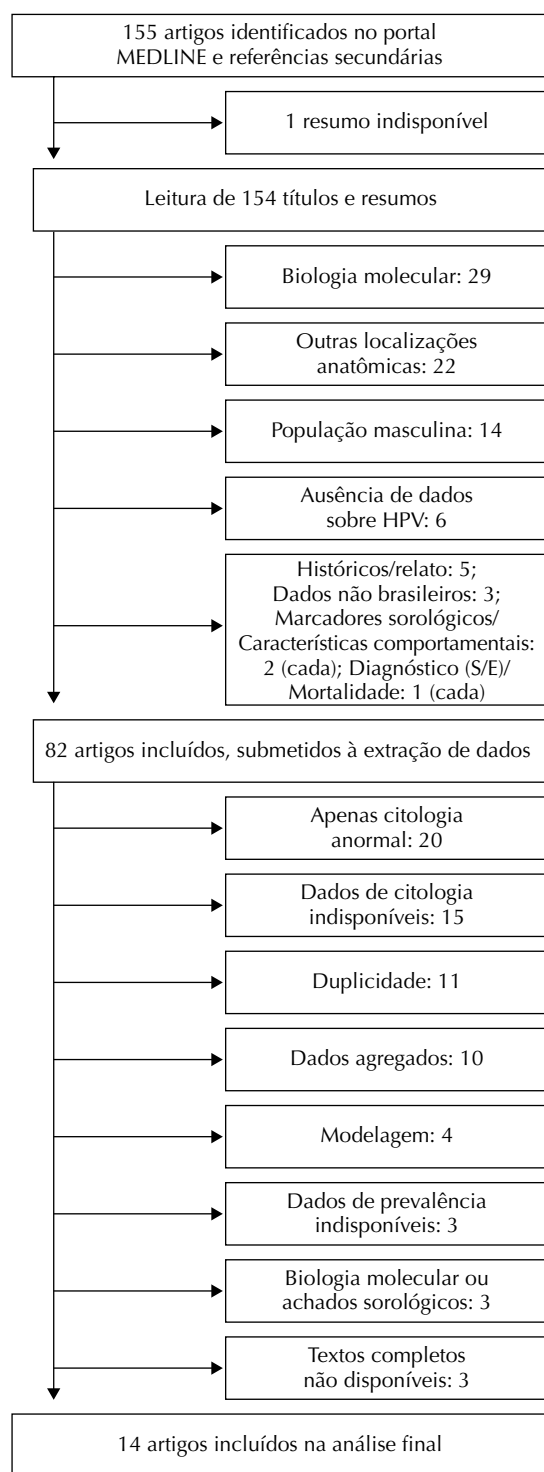 155 artigos identificados no portal
MEDLINE e referências secundárias
1 resumo indisponível
Leitura de 154 títulos e resumos
Biologia molecular: 29
Outras localizações
anatômicas: 22
População masculina: 14
Ausência de dados
sobre HPV: 6
Históricos/relato: 5;
Dados não brasileiros: 3;
Marcadores sorológicos/
Características comportamentais:
2 (cada); Diagnóstico (S/E)/
Mortalidade: 1 (cada)
82 artigos incluídos, submetidos à extração de dados
Apenas citologia
anormal: 20
Dados de citologia
indisponíveis: 15
Duplicidade: 11
Dados agregados: 10
Modelagem: 4
Dados de prevalência
indisponíveis: 3
Biologia molecular ou
achados sorológicos: 3
Textos completos
não disponíveis: 3
14 artigos incluídos na análise final